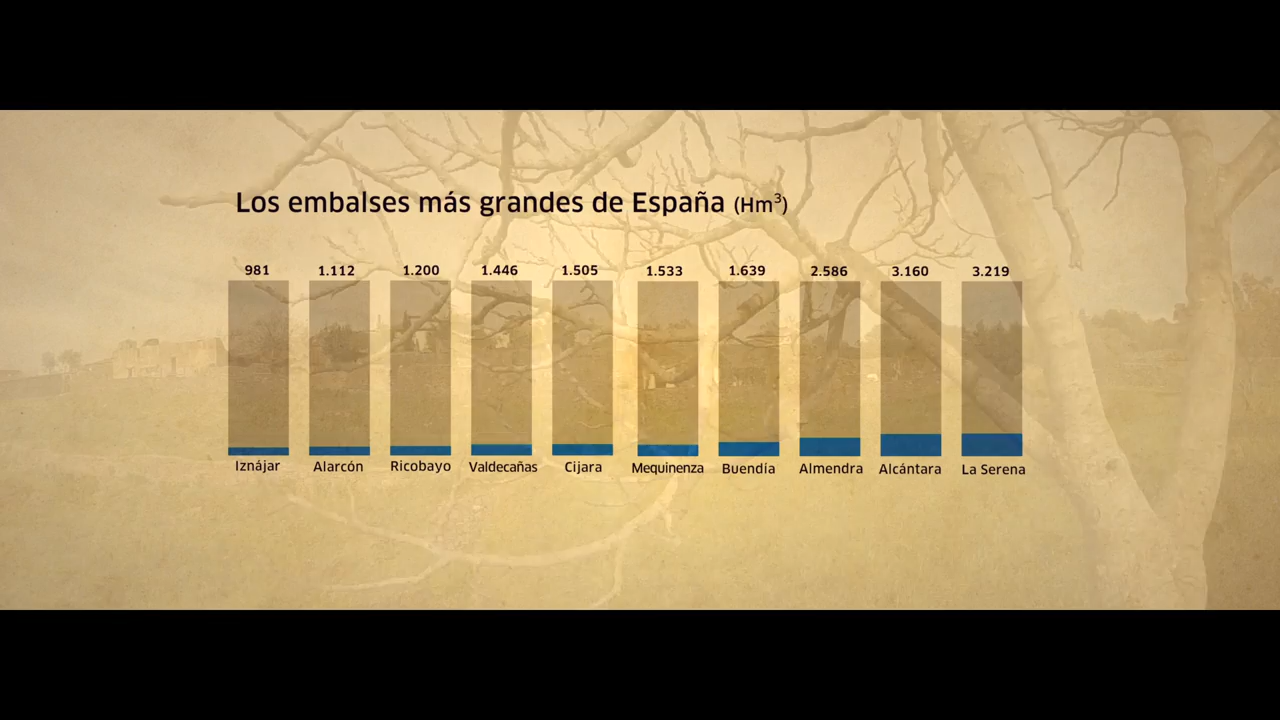 Los embalses más grandes de España (Hm³)
981 1.112 1.200 1.446 1.505 1.533 1.639 2.586 3.160 3.219
Iznájar Alarcón Ricobayo Valdecañas Cijara Mequinenza Buendía Almendra Alcántara La Serena